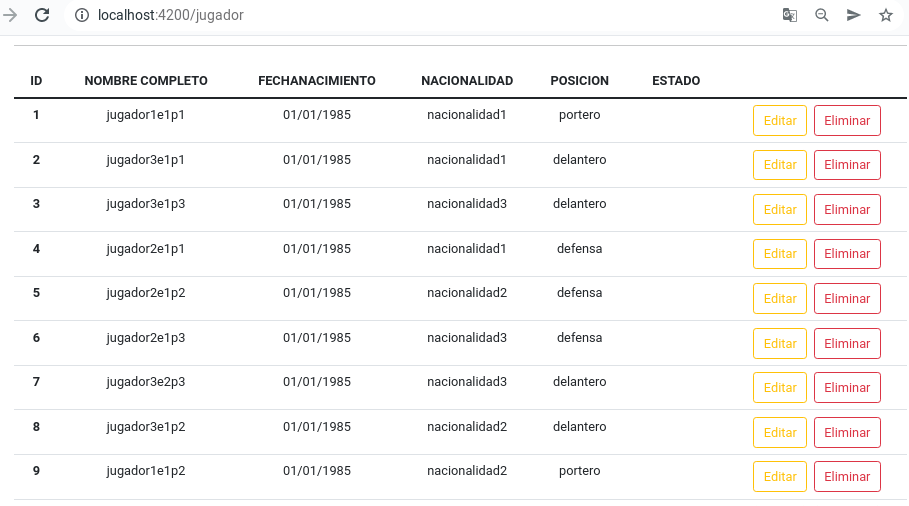 localhost:4200/jugador
ID NOMBRE COMPLETO FECHANACIMIENTO NACIONALIDAD POSICION ESTADO
1 jugador1e1p1 01/01/1985 nacionalidad1 portero Editar Eliminar
2 jugador3e1p1 01/01/1985 nacionalidad1 delantero Editar Eliminar
3 jugador3e1p3 01/01/1985 nacionalidad3 delantero Editar Eliminar
4 jugador2e1p1 01/01/1985 nacionalidad1 defensa Editar Eliminar
5 jugador2e1p2 01/01/1985 nacionalidad2 defensa Editar Eliminar
6 jugador2e1p3 01/01/1985 nacionalidad3 defensa Editar Eliminar
7 jugador3e2p3 01/01/1985 nacionalidad3 delantero Editar Eliminar
8 jugador3e1p2 01/01/1985 nacionalidad2 delantero Editar Eliminar
9 jugador1e1p2 01/01/1985 nacionalidad2 portero Editar Eliminar